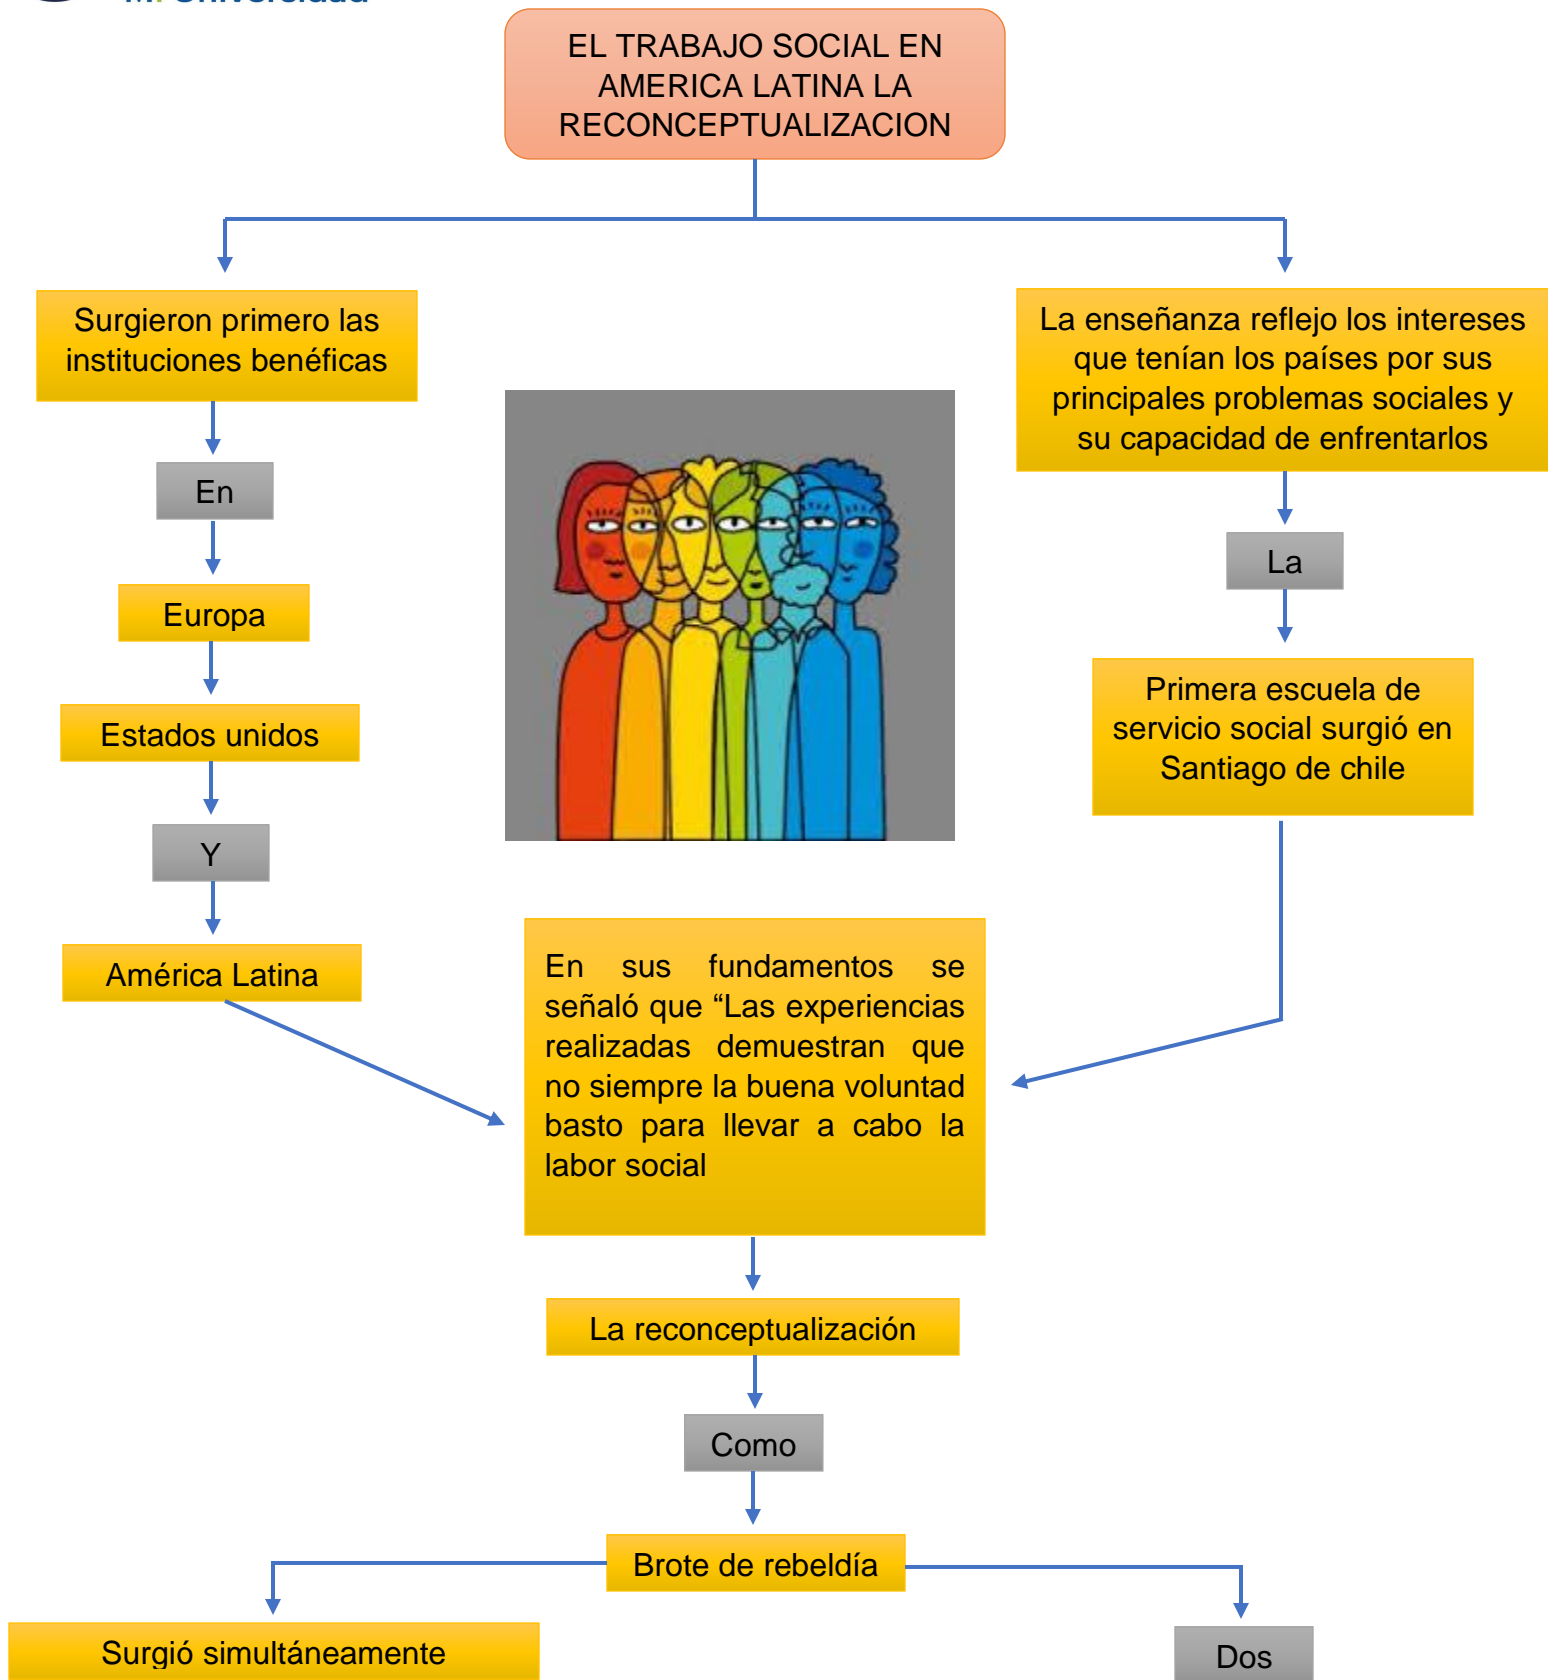 EL TRABAJO SOCIAL EN
AMERICA LATINA LA
RECONCEPTUALIZACION
Surgieron primero las
instituciones benéficas
La enseñanza reflejo los intereses
que tenían los países por sus
principales problemas sociales y
su capacidad de enfrentarlos
En
La
Europa
Primera escuela de
servicio social surgió en
Santiago de chile
Estados unidos
Y
América Latina
En sus fundamentos se
señaló que “Las experiencias
realizadas demuestran que
no siempre la buena voluntad
basto para llevar a cabo la
labor social
La reconceptualización
Como
Brote de rebeldía
Surgió simultáneamente
Dos